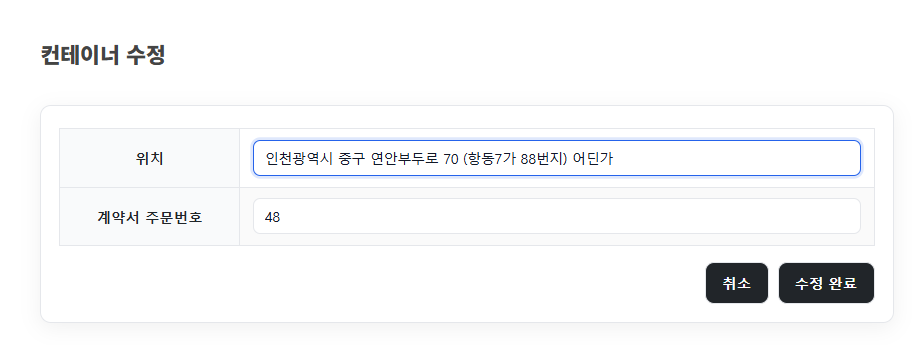 컨테이너 수정
위치
인천광역시 중구 연안부두로 70 (항동7가 88번지) 어딘가
계약서 주문번호
48
취소
수정 완료